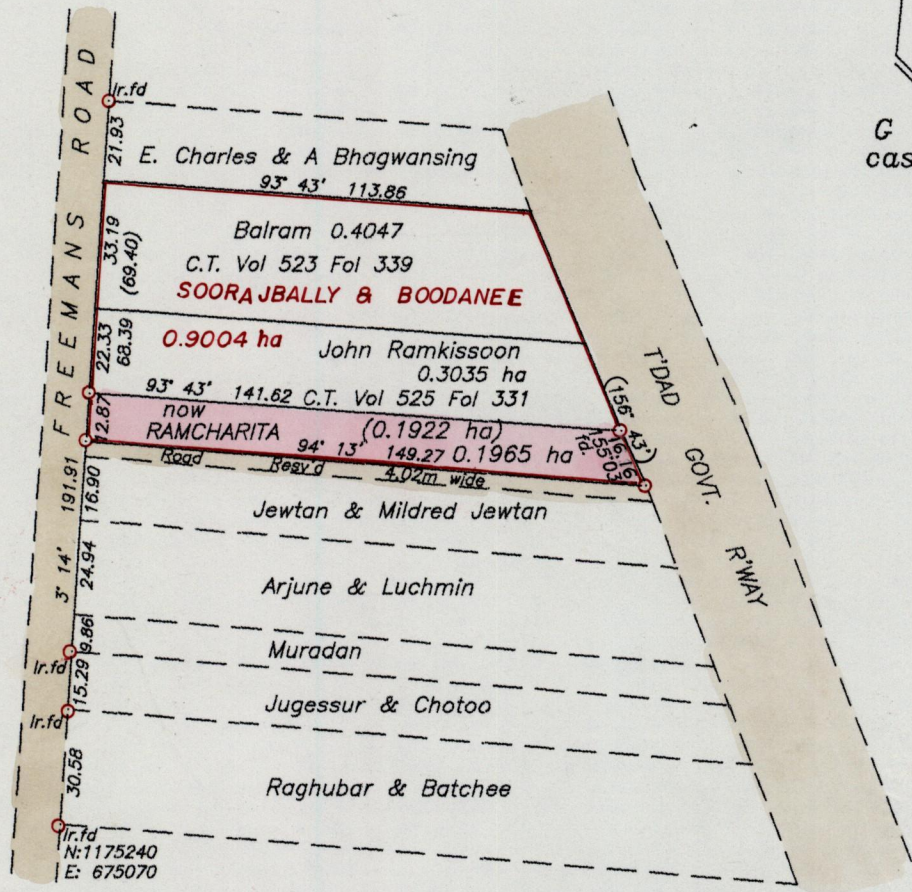 FREEMANS ROAD
Ir.fd
21.93
E. Charles & A Bhagwansing
93° 43' 113.86
33.19
(69.40)
Balram 0.4047
C.T. Vol 523 Fol 339
SOORAJBALLY & BOODANEE
22.33
68.39
0.9004 ha
John Ramkissoon
0.3035 ha
93° 43' 141.62 C.T. Vol 525 Fol 331
12.87
now
RAMCHARITA (0.1922 ha)
94° 13' 149.27 0.1965 ha
(156° 43')
16.16
155°03
fd.
Road Resv'd 4.02m wide
T'DAD GOVT. R'WAY
191.91
3° 14'
16.90
Jewtan & Mildred Jewtan
24.94
Arjune & Luchmin
9.86
Muradan
Ir.fd
15.29
Jugessur & Chotoo
Ir.fd
30.58
Raghubar & Batchee
Ir.fd
N:1175240
E: 675070
G
cas